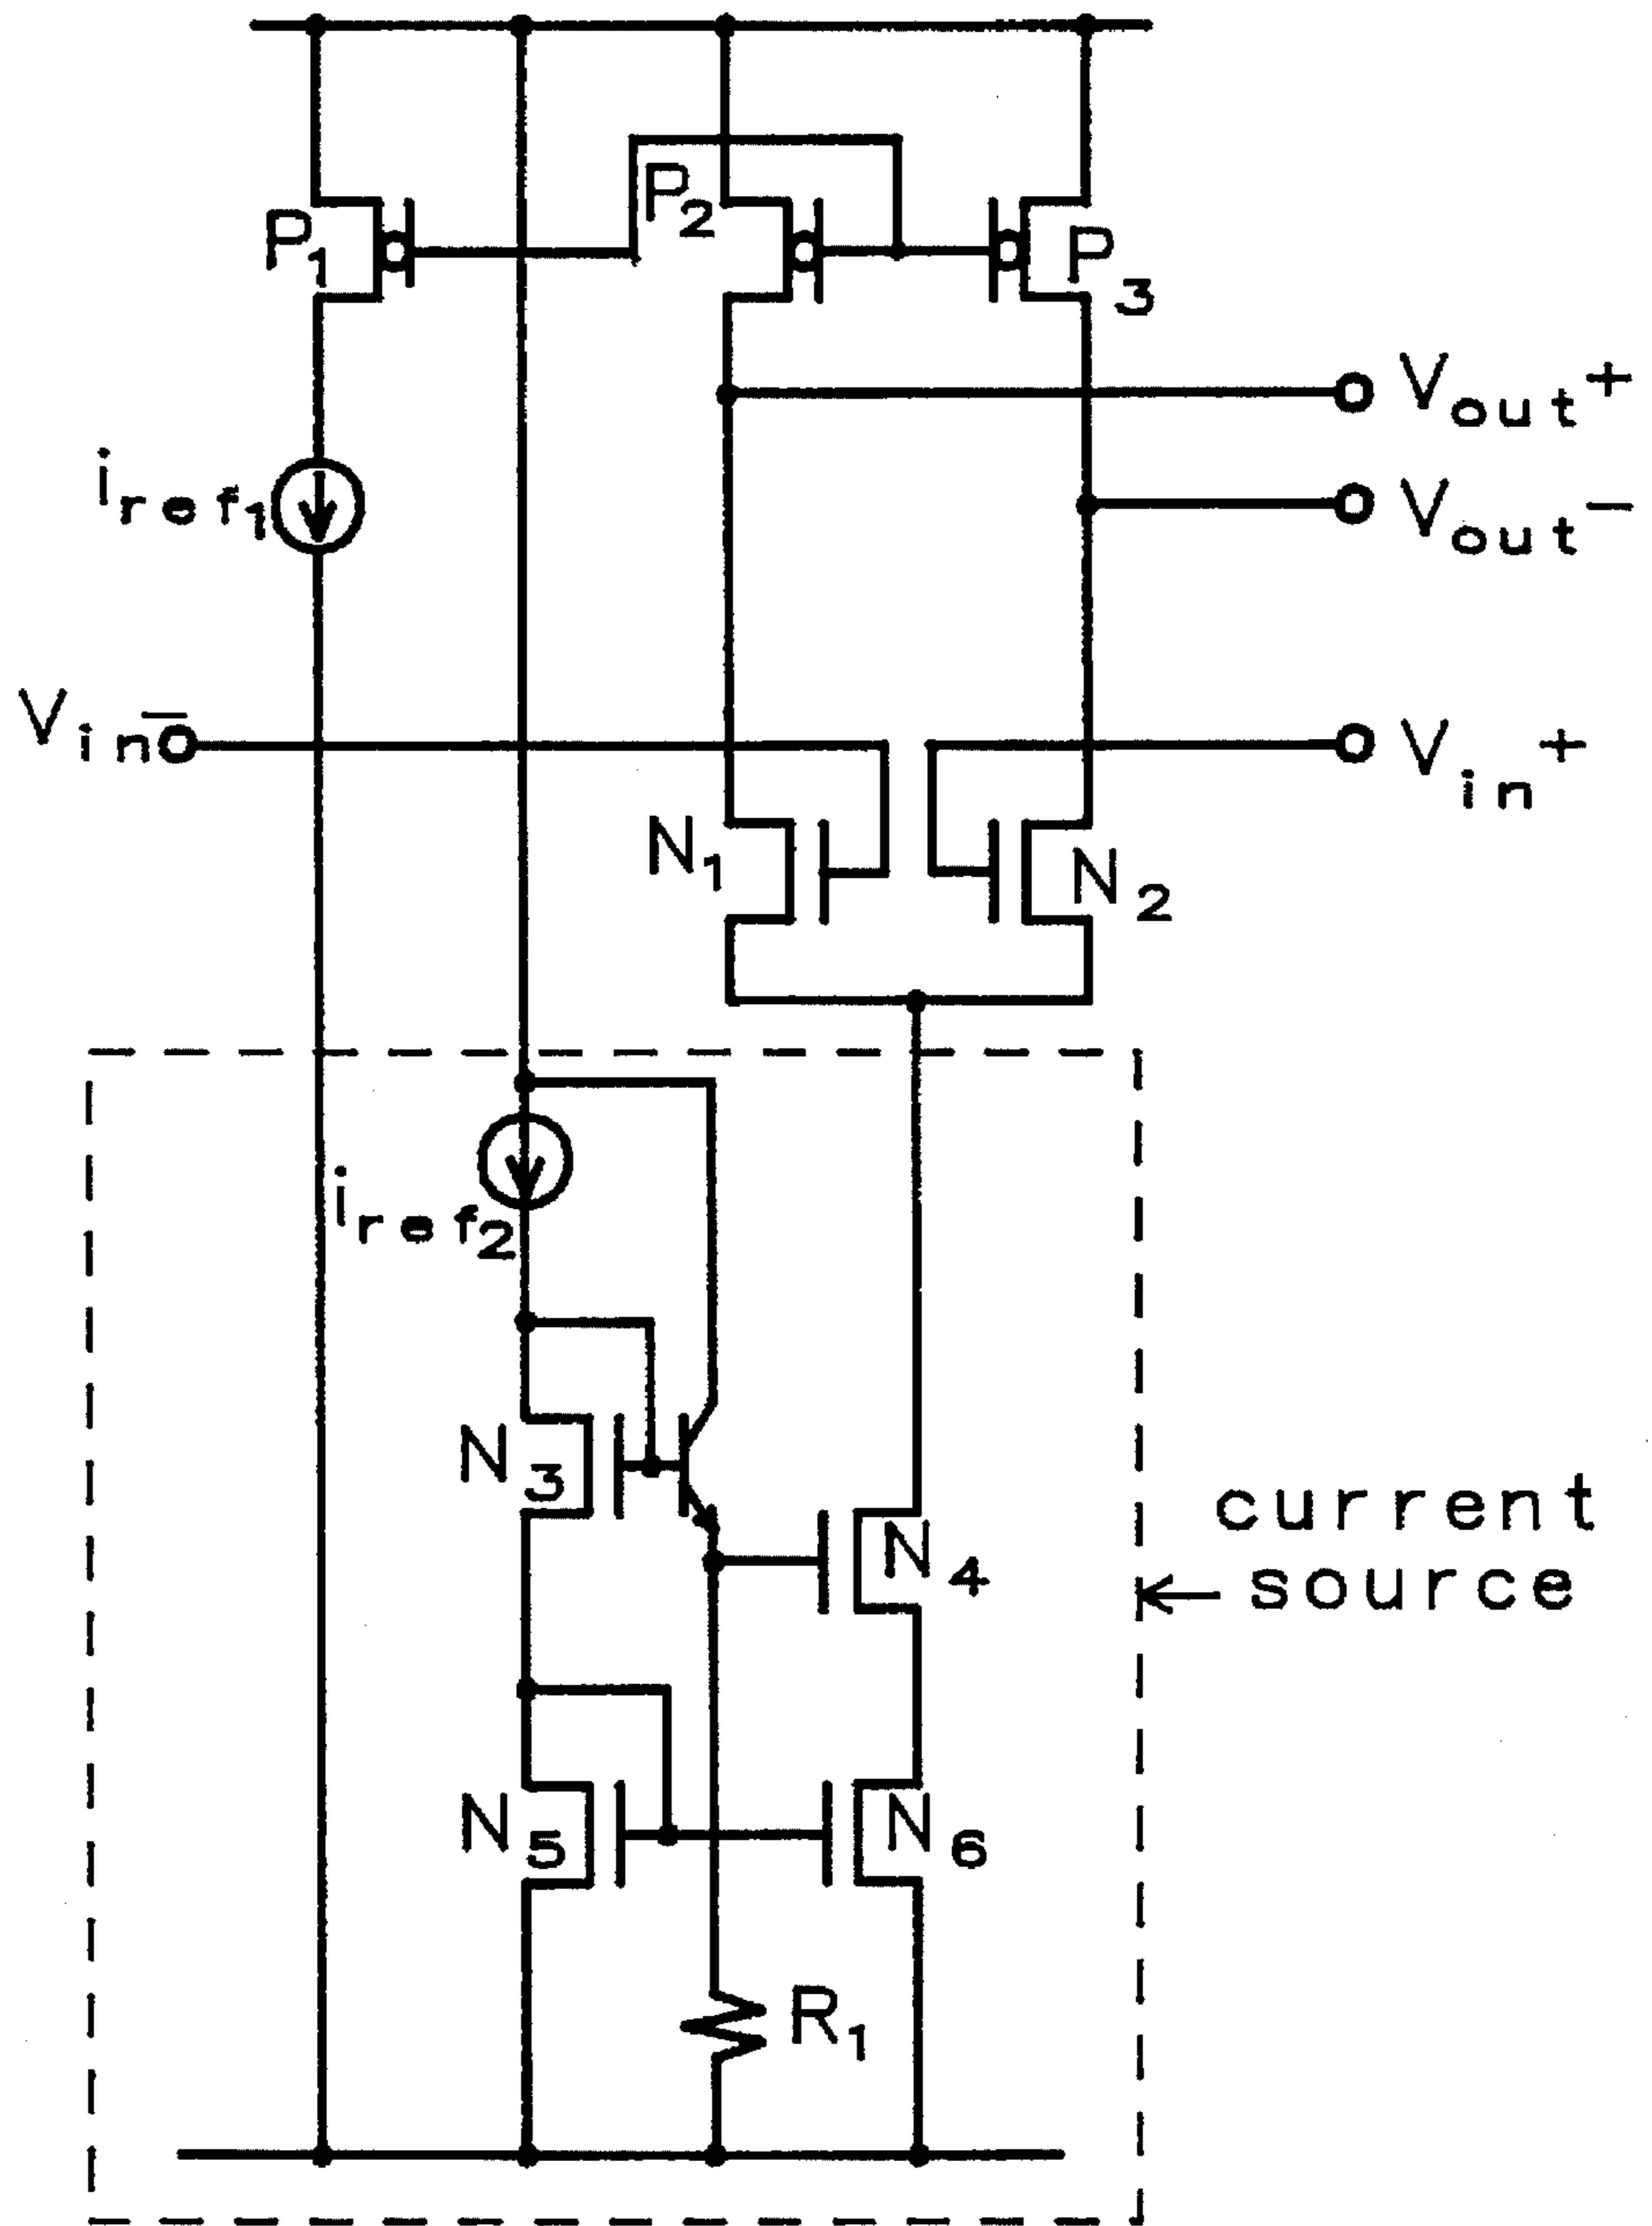 P1
P2
P3
Vout+
iref1
Vout-
Vin-
Vin+
N1
N2
iref2
N3
N4
current
source
N5
N6
R1